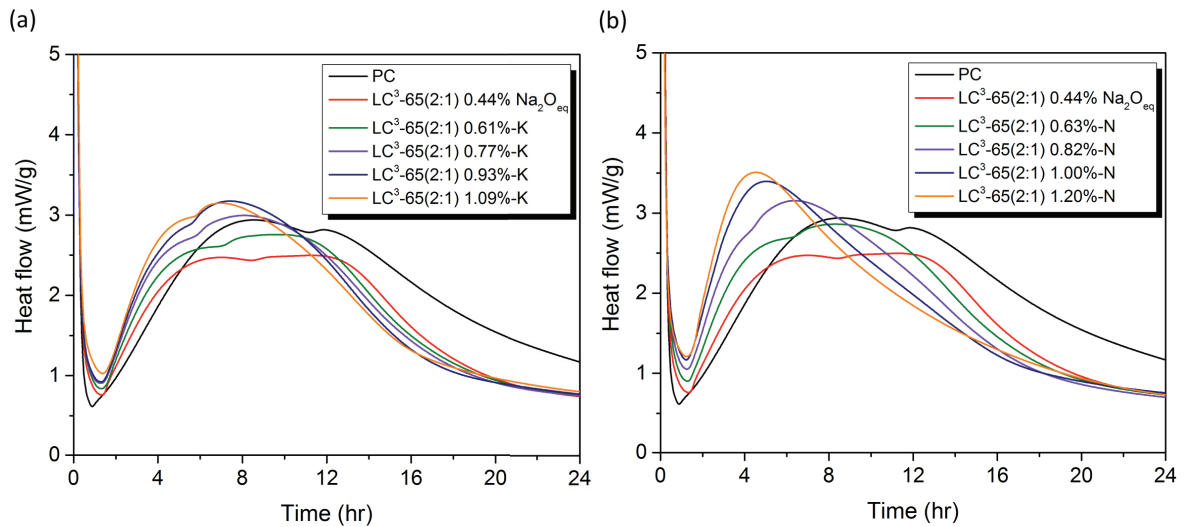 (a)
5
4
3
2
1
0
Heat flow (mW/g)
PC
LC³-65(2:1) 0.44% Na₂Oₑq
LC³-65(2:1) 0.61%-K
LC³-65(2:1) 0.77%-K
LC³-65(2:1) 0.93%-K
LC³-65(2:1) 1.09%-K
0 4 8 12 16 20 24
Time (hr)
(b)
5
4
3
2
1
0
Heat flow (mW/g)
PC
LC³-65(2:1) 0.44% Na₂Oₑq
LC³-65(2:1) 0.63%-N
LC³-65(2:1) 0.82%-N
LC³-65(2:1) 1.00%-N
LC³-65(2:1) 1.20%-N
0 4 8 12 16 20 24
Time (hr)